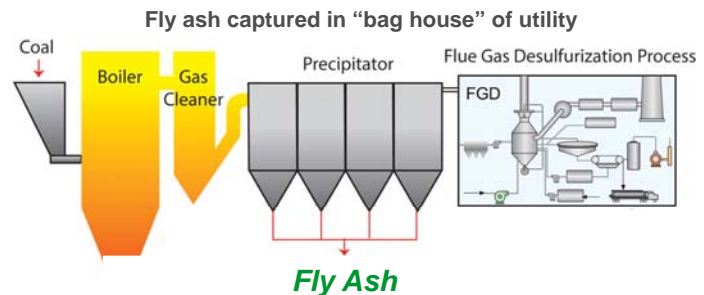 Fly ash captured in “bag house” of utility
Coal
Boiler
Gas
Cleaner
Precipitator
Flue Gas Desulfurization Process
FGD
Fly Ash